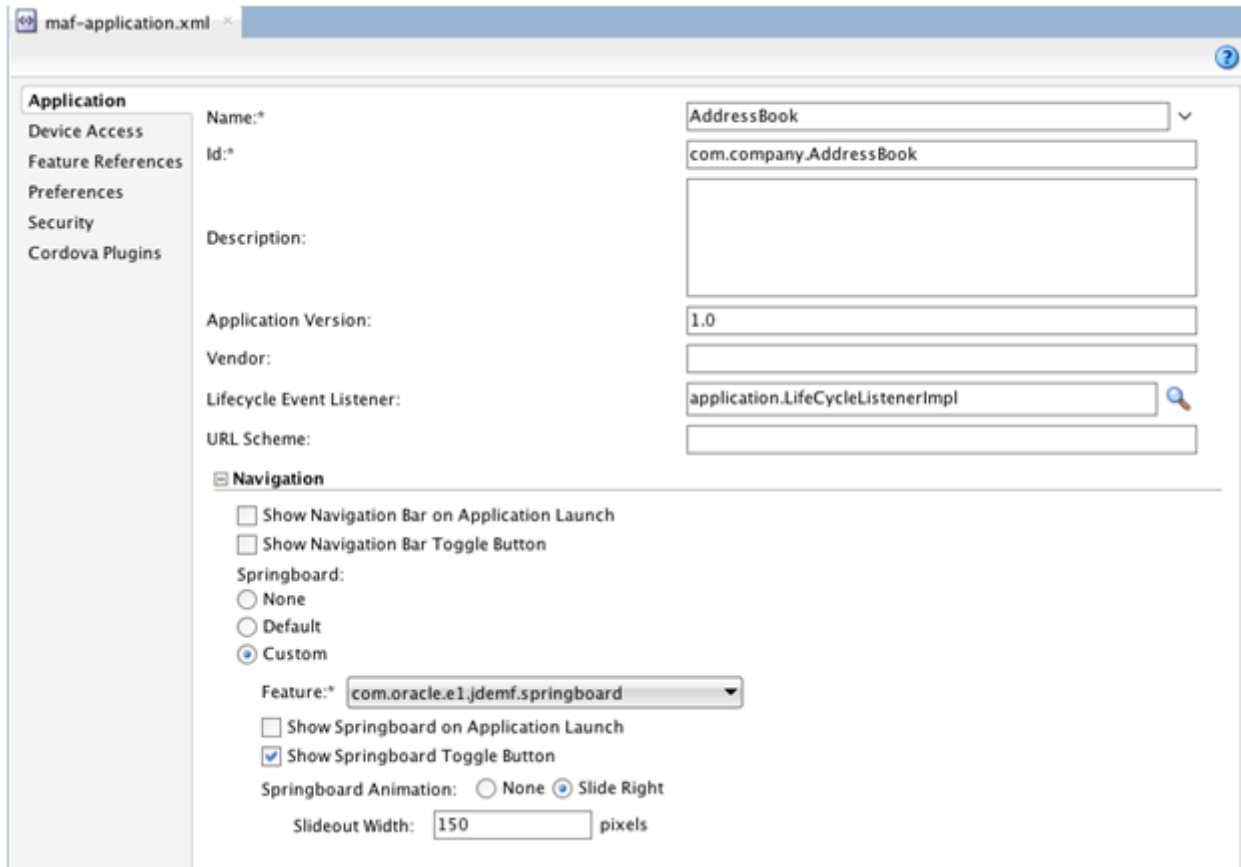 maf-application.xml
Application
Device Access
Feature References
Preferences
Security
Cordova Plugins
Name:* AddressBook
Id:* com.company.AddressBook
Description:
Application Version: 1.0
Vendor:
Lifecycle Event Listener: application.LifeCycleListenerImpl
URL Scheme:
Navigation
Show Navigation Bar on Application Launch
Show Navigation Bar Toggle Button
Springboard:
None
Default
Custom
Feature:* com.oracle.e1.jdemf.springboard
Show Springboard on Application Launch
Show Springboard Toggle Button
Springboard Animation: None Slide Right
Slideout Width: 150 pixels